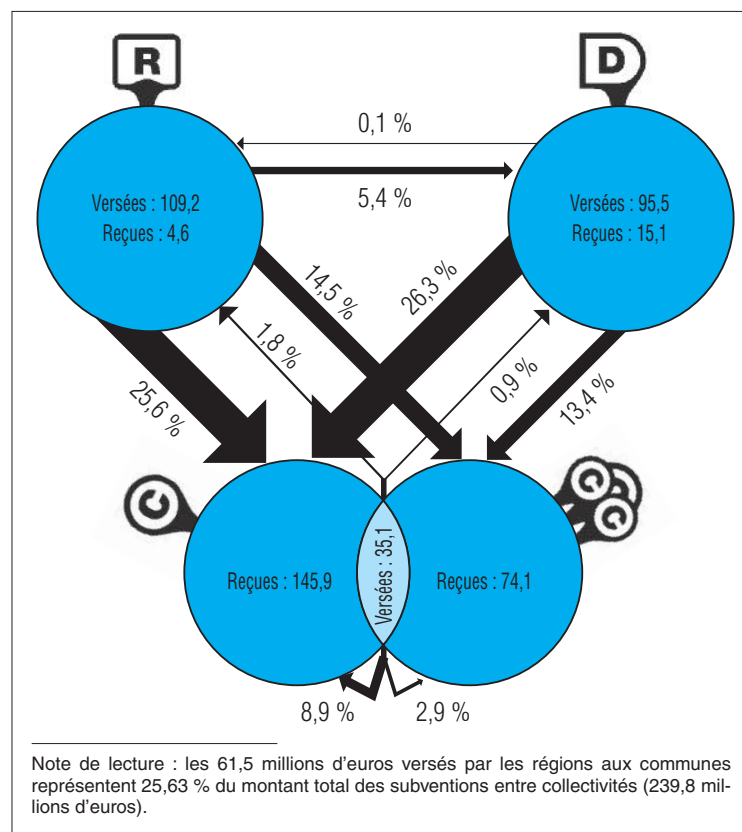 R
D
0,1 %
5,4 %
Versées : 109,2
Reçues : 4,6
Versées : 95,5
Reçues : 15,1
14,5 %
26,3 %
1,8 %
0,9 %
25,6 %
13,4 %
C
C
C
C
Reçues : 145,9
Versées : 35,1
Reçues : 74,1
8,9 %
2,9 %
Note de lecture : les 61,5 millions d'euros versés par les régions aux communes
représentent 25,63 % du montant total des subventions entre collectivités (239,8 mil-
lions d'euros).